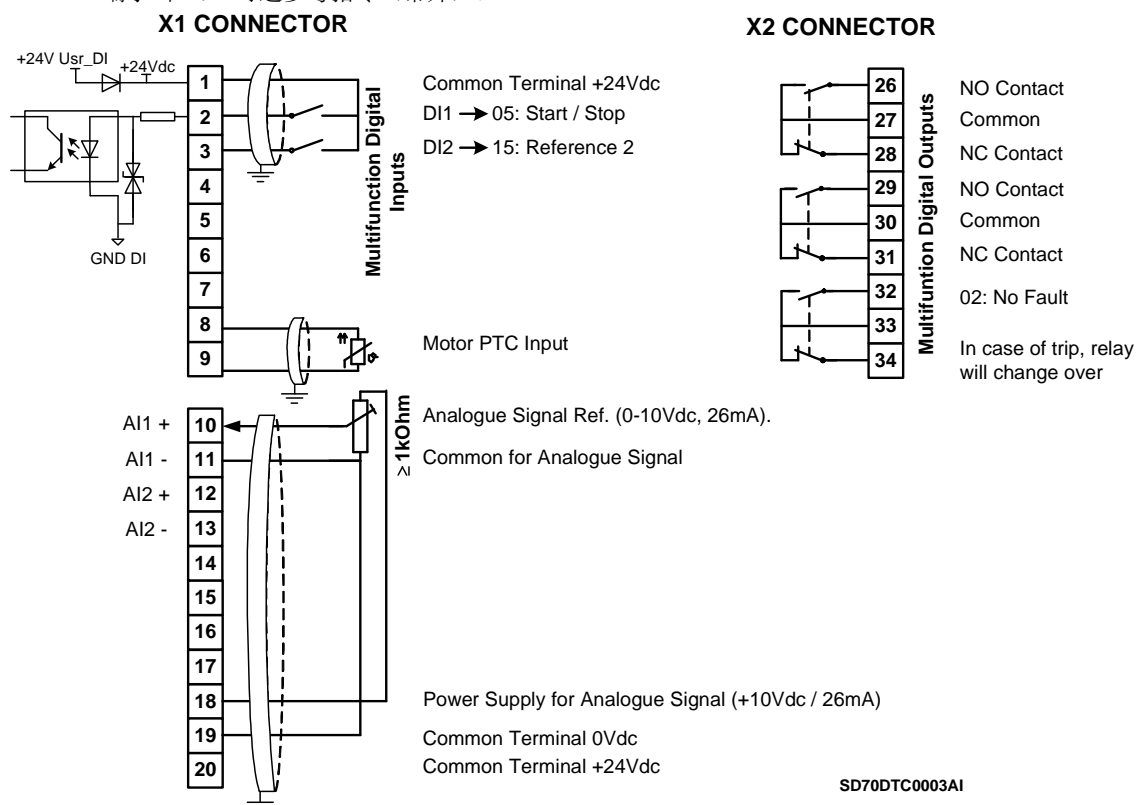 X1 CONNECTOR
+24V Usr_DI
+24Vdc
GND DI
1
2
3
4
5
6
7
8
9
Multifunction Digital
Inputs
Common Terminal +24Vdc
DI1 → 05: Start / Stop
DI2 → 15: Reference 2
Motor PTC Input
AI1 +
AI1 -
AI2 +
AI2 -
10
11
12
13
14
15
16
17
18
19
20
≥1kOhm
Analogue Signal Ref. (0-10Vdc, 26mA).
Common for Analogue Signal
Power Supply for Analogue Signal (+10Vdc / 26mA)
Common Terminal 0Vdc
Common Terminal +24Vdc
X2 CONNECTOR
26
27
28
29
30
31
32
33
34
Multifuntion Digital Outputs
NO Contact
Common
NC Contact
NO Contact
Common
NC Contact
02: No Fault
In case of trip, relay
will change over
SD70DTC0003AI